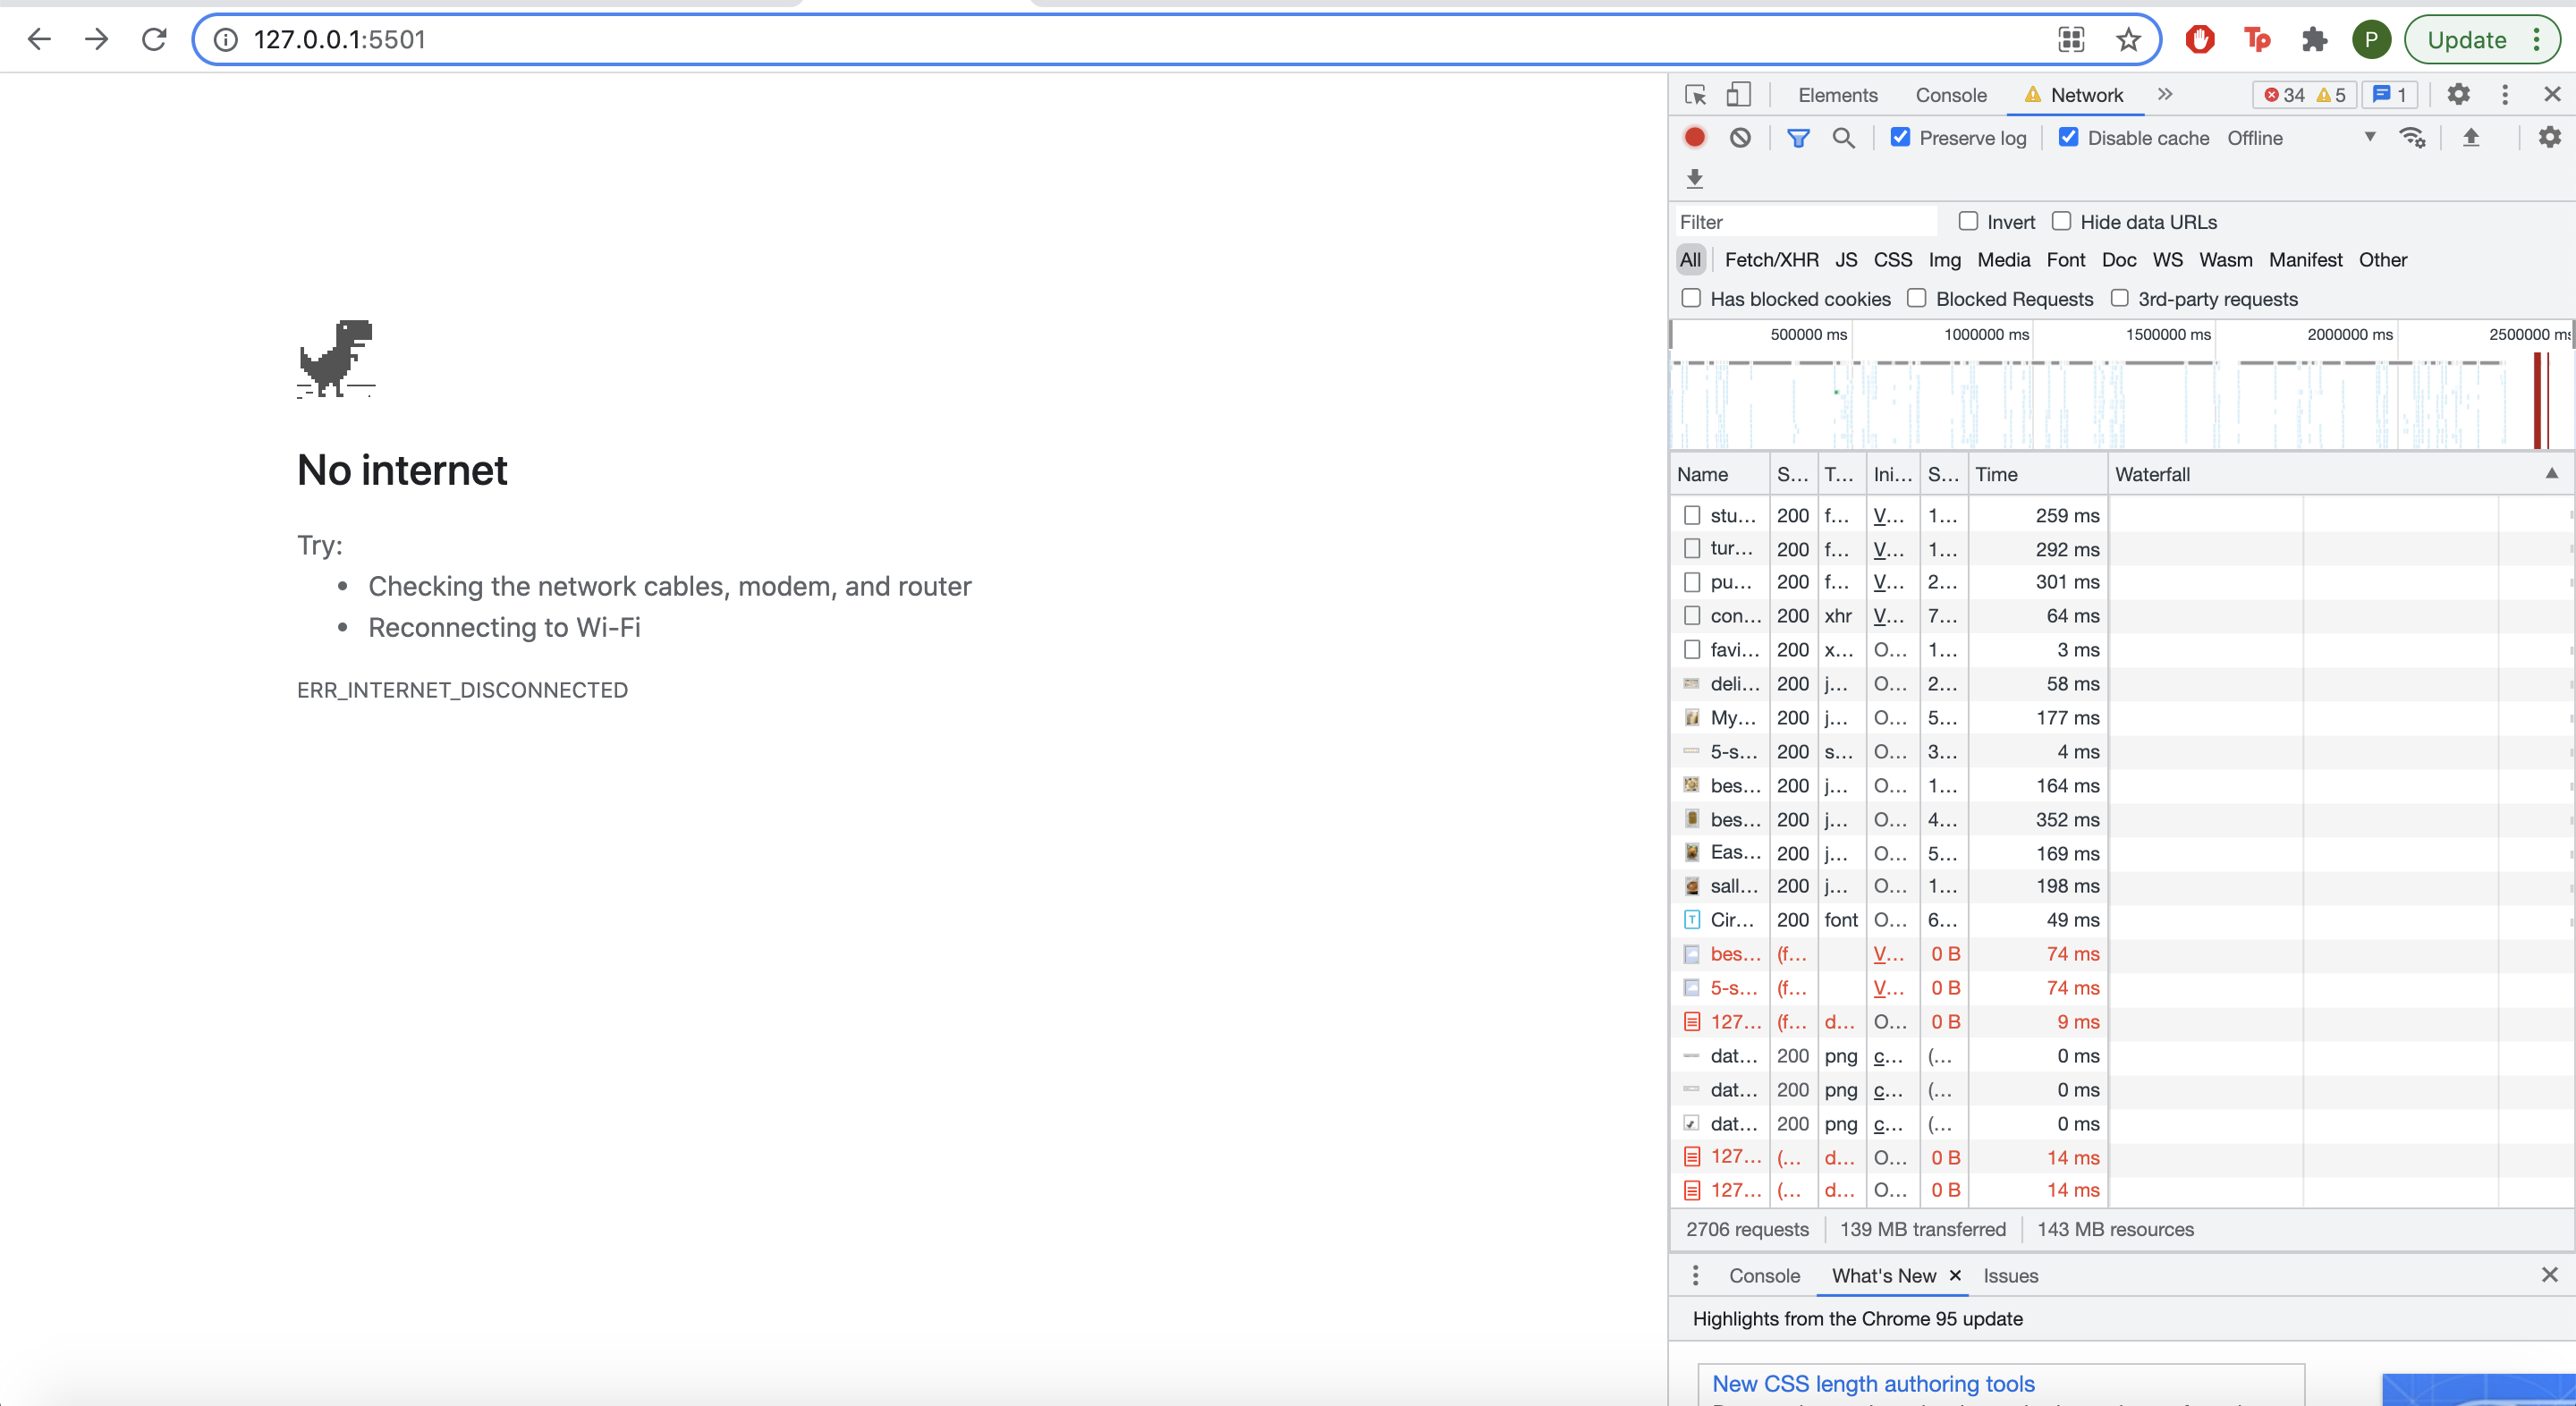 127.0.0.1:5501
Tp
P
Update
Elements Console Network 34 5 1
Preserve log Disable cache Offline
Filter Invert Hide data URLs
All Fetch/XHR JS CSS Img Media Font Doc WS Wasm Manifest Other
Has blocked cookies Blocked Requests 3rd-party requests
500000 ms 1000000 ms 1500000 ms 2000000 ms 2500000 ms
No internet
Try:
Checking the network cables, modem, and router
Reconnecting to Wi-Fi
ERR_INTERNET_DISCONNECTED
Name S... T... Ini... S... Time Waterfall
stu... 200 f... V... 1... 259 ms
tur... 200 f... V... 1... 292 ms
pu... 200 f... V... 2... 301 ms
con... 200 xhr V... 7... 64 ms
favi... 200 x... O... 1... 3 ms
deli... 200 j... O... 2... 58 ms
My... 200 j... O... 5... 177 ms
5-s... 200 s... O... 3... 4 ms
bes... 200 j... O... 1... 164 ms
bes... 200 j... O... 4... 352 ms
Eas... 200 j... O... 5... 169 ms
sall... 200 j... O... 1... 198 ms
Cir... 200 font O... 6... 49 ms
bes... (f... V... 0 B 74 ms
5-s... (f... V... 0 B 74 ms
127... (f... d... O... 0 B 9 ms
dat... 200 png c... (... 0 ms
dat... 200 png c... (... 0 ms
dat... 200 png c... (... 0 ms
127... (... d... O... 0 B 14 ms
127... (... d... O... 0 B 14 ms
2706 requests 139 MB transferred 143 MB resources
Console What's New Issues
Highlights from the Chrome 95 update
New CSS length authoring tools